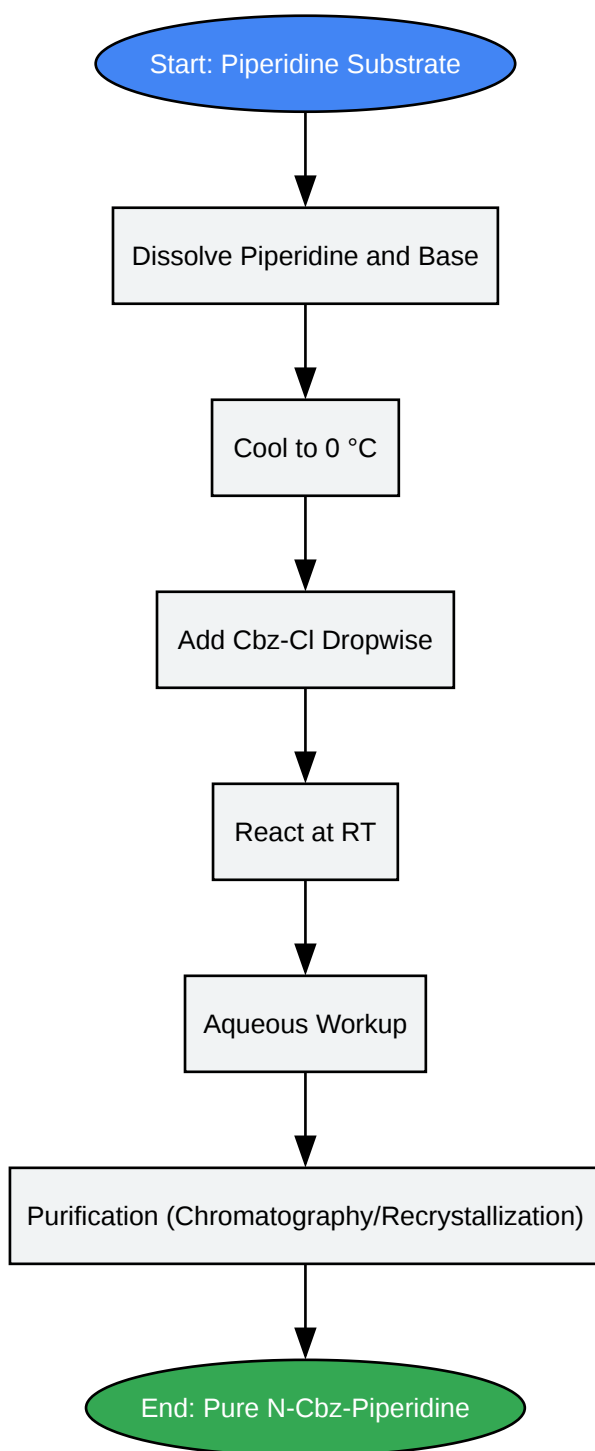 Start: Piperidine Substrate
Dissolve Piperidine and Base
Cool to 0 °C
Add Cbz-Cl Dropwise
React at RT
Aqueous Workup
Purification (Chromatography/Recrystallization)
End: Pure N-Cbz-Piperidine